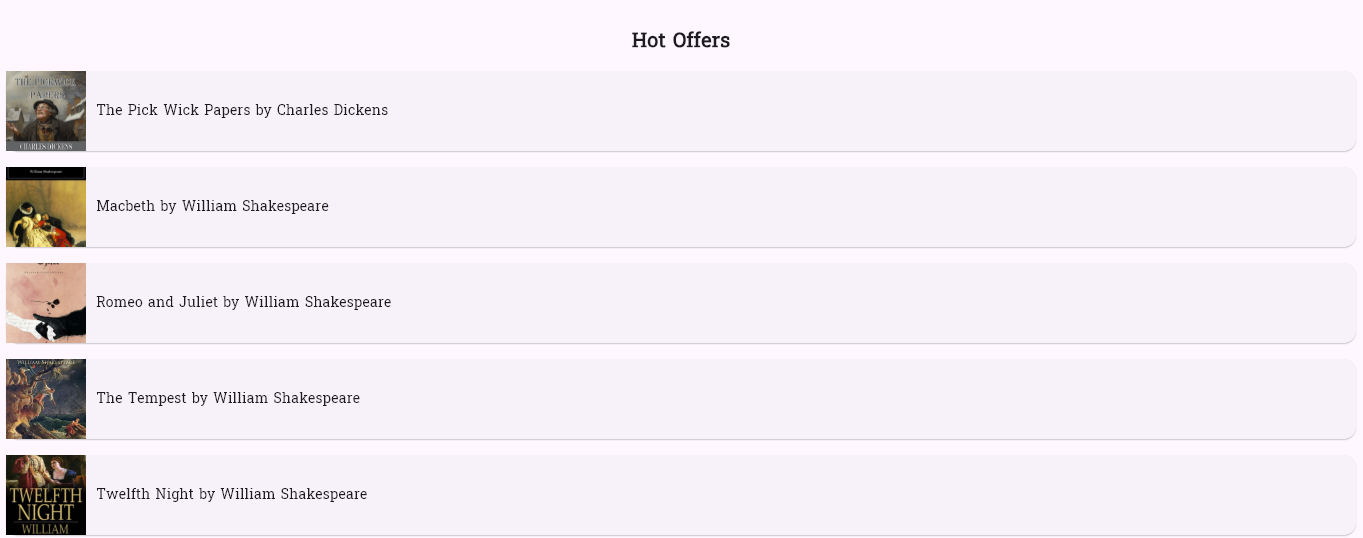 Hot Offers
THE PICKWICK
PAPERS
CHARLES DICKENS
The Pick Wick Papers by Charles Dickens
William Shakespeare
Macbeth by William Shakespeare
Romeo and Juliet by William Shakespeare
WILLIAM SHAKESPEARE
The Tempest by William Shakespeare
TWELFTH
NIGHT
WILLIAM
Twelfth Night by William Shakespeare